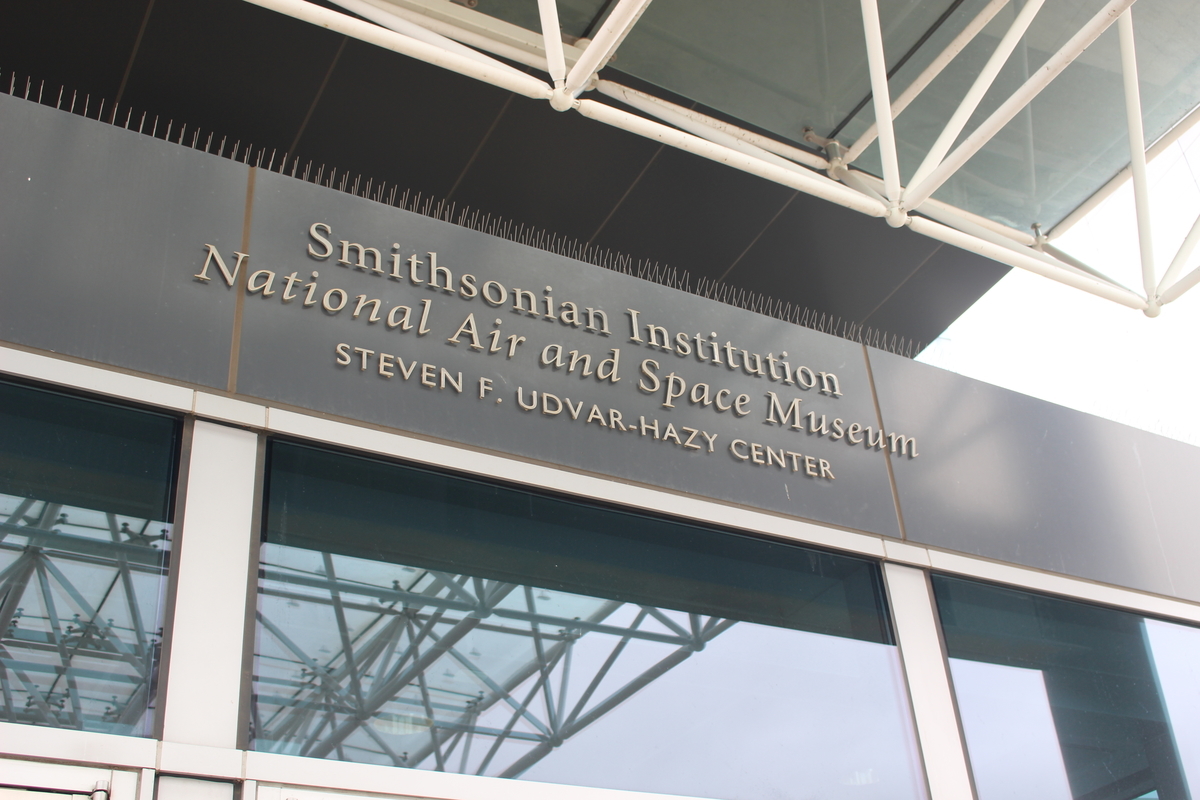 Smithsonian Institution
National Air and Space Museum
STEVEN F. UDVAR-HAZY CENTER